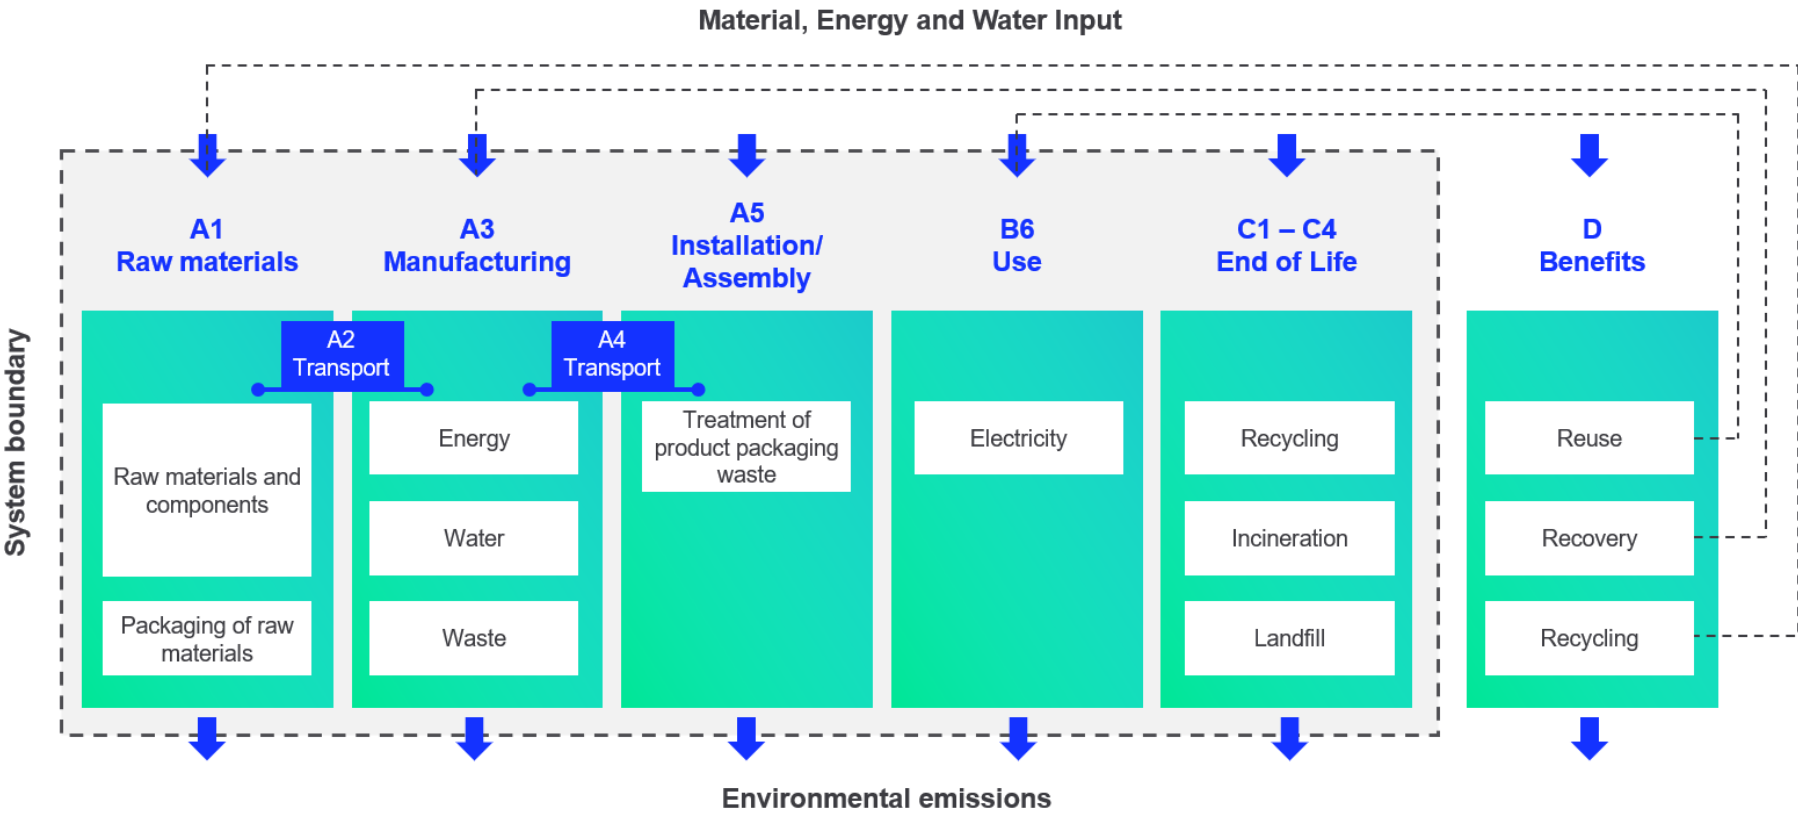 Material, Energy and Water Input
System boundary
A1
Raw materials
A3
Manufacturing
A5
Installation/
Assembly
B6
Use
C1 – C4
End of Life
D
Benefits
A2
Transport
A4
Transport
Raw materials and
components
Packaging of raw
materials
Energy
Water
Waste
Treatment of
product packaging
waste
Electricity
Recycling
Incineration
Landfill
Reuse
Recovery
Recycling
Environmental emissions